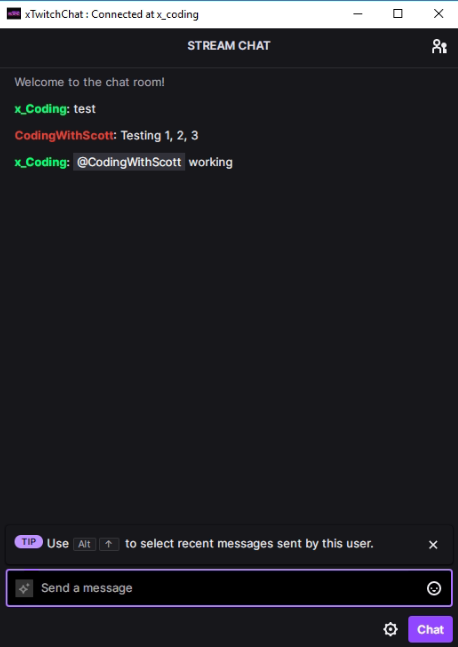 xTwitchChat : Connected at x_coding
STREAM CHAT
Welcome to the chat room!
x_Coding: test
CodingWithScott: Testing 1, 2, 3
x_Coding: @CodingWithScott working
TIP Use Alt ↑ to select recent messages sent by this user.
Send a message
Chat